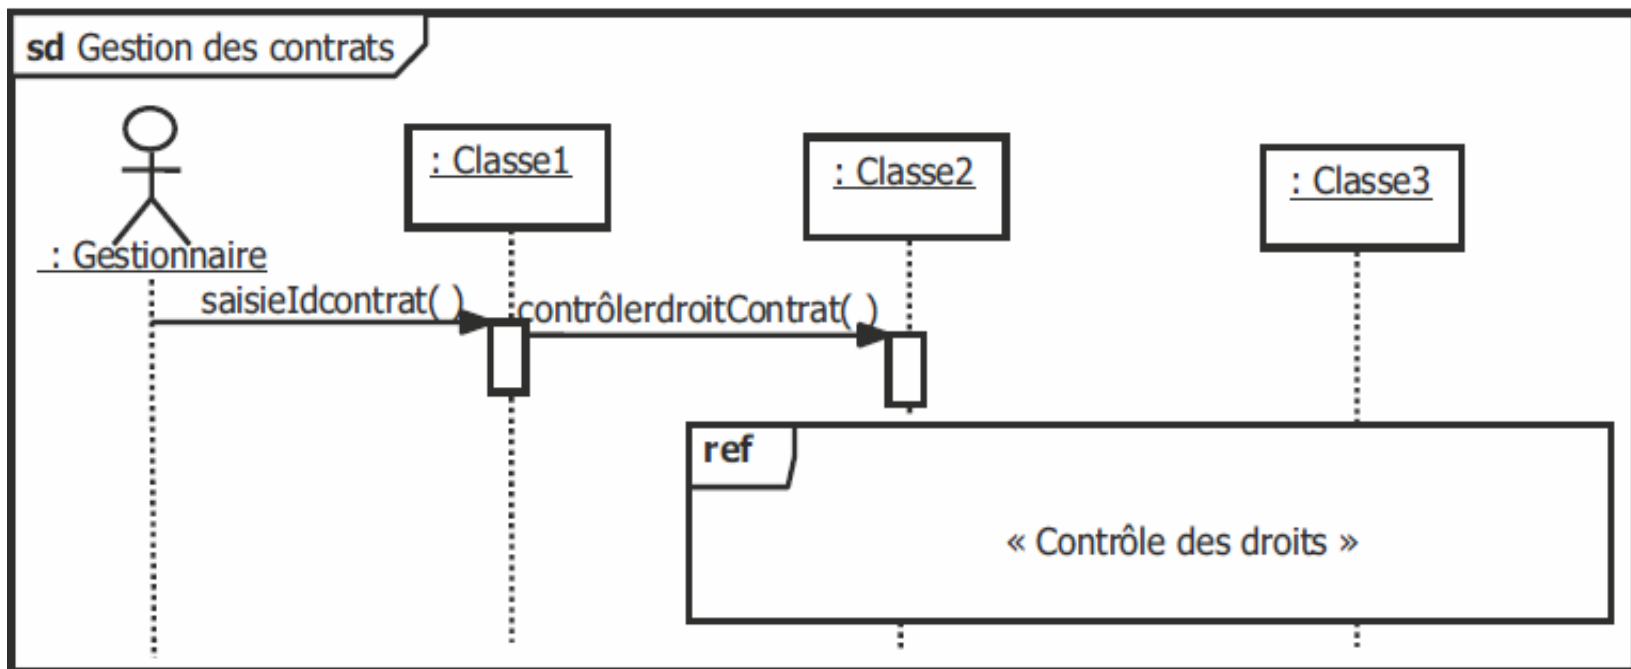 sd Gestion des contrats
: Classe1
: Classe2
: Classe3
: Gestionnaire
saisieIdcontrat( )
contrôlerdroitContrat( )
ref
« Contrôle des droits »